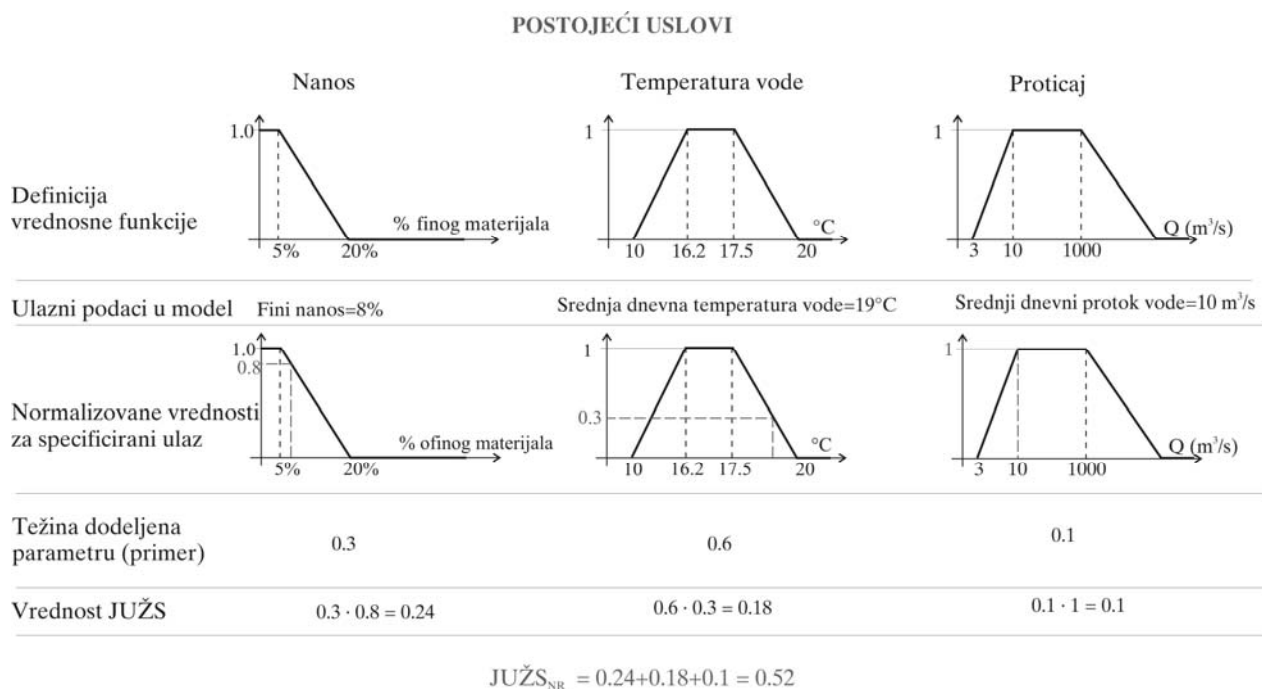 POSTOJEĆI USLOVI
Nanos
Temperatura vode
Proticaj
Definicija
vrednosne funkcije
1.0
5%
20%
% finog materijala
1
10
16.2
17.5
20
°C
1
3
10
1000
Q (m³/s)
Ulazni podaci u model
Fini nanos=8%
Srednja dnevna temperatura vode=19°C
Srednji dnevni protok vode=10 m³/s
Normalizovane vrednosti
za specificirani ulaz
1.0
0.8
5%
20%
% ofinog materijala
1
0.3
10
16.2
17.5
20
°C
1
3
10
1000
Q (m³/s)
Težina dodeljena
parametru (primer)
0.3
0.6
0.1
Vrednost JUŽS
0.3 · 0.8 = 0.24
0.6 · 0.3 = 0.18
0.1 · 1 = 0.1
JUŽS_NR = 0.24+0.18+0.1 = 0.52